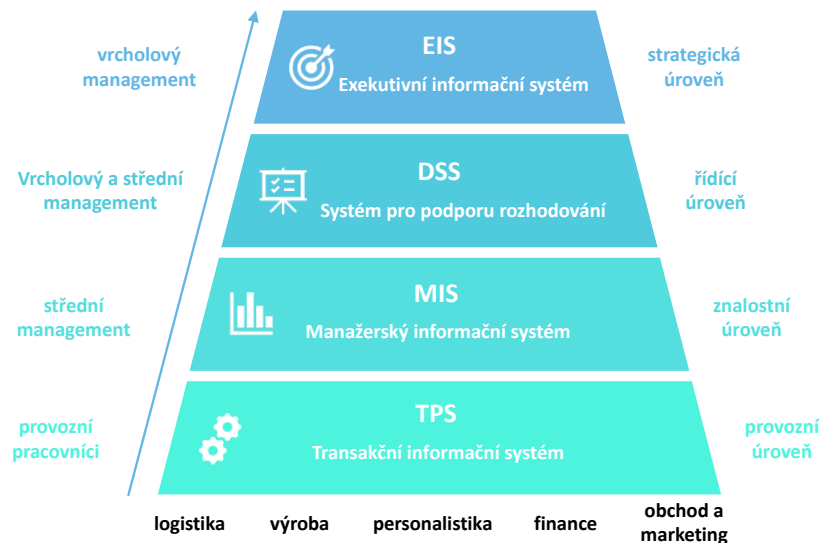 vrcholový
management
EIS
Exekutivní informační systém
strategická
úroveň
Vrcholový a střední
management
DSS
Systém pro podporu rozhodování
řídící
úroveň
střední
management
MIS
Manažerský informační systém
znalostní
úroveň
provozní
pracovníci
TPS
Transakční informační systém
provozní
úroveň
logistika
výroba
personalistika
finance
obchod a
marketing